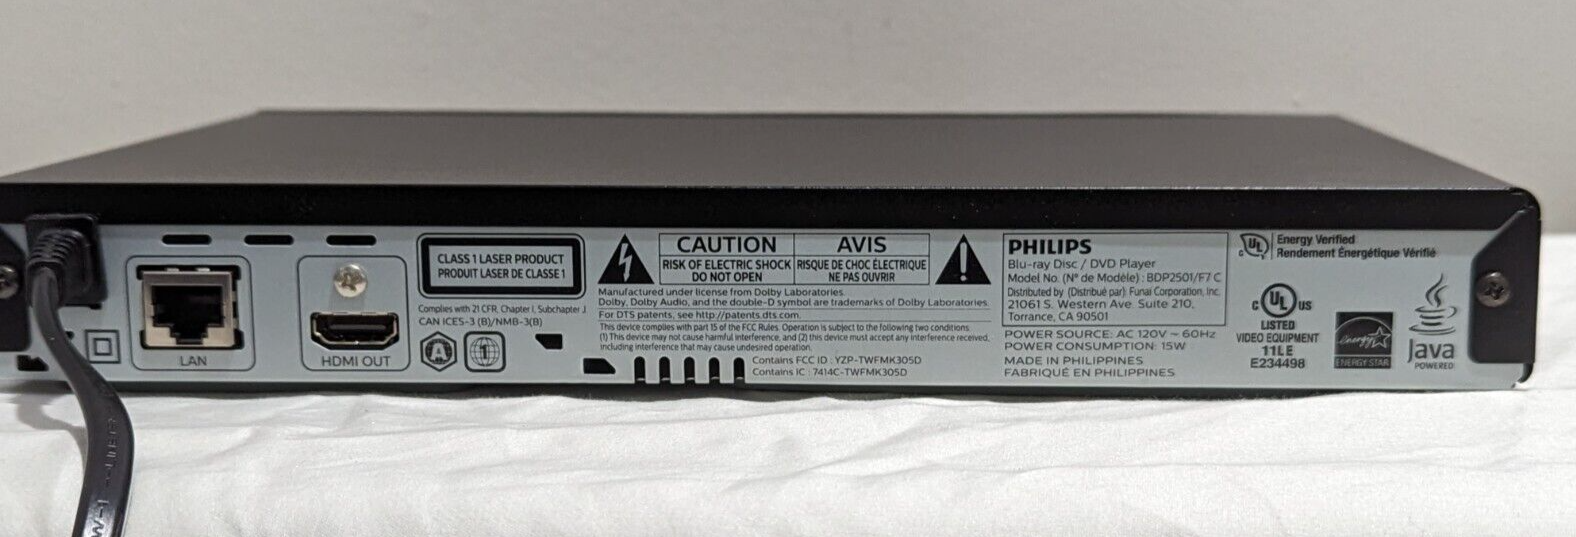 LAN
HDMI OUT
CLASS 1 LASER PRODUCT
PRODUIT LASER DE CLASSE 1
Complies with 21 CFR, Chapter I, Subchapter J.
CAN ICES-3 (B)/NMB-3(B)
A
1
CAUTION
RISK OF ELECTRIC SHOCK
DO NOT OPEN
AVIS
RISQUE DE CHOC ÉLECTRIQUE
NE PAS OUVRIR
Manufactured under license from Dolby Laboratories.
Dolby, Dolby Audio, and the double-D symbol are trademarks of Dolby Laboratories.
For DTS patents, see http://patents.dts.com.
This device complies with part 15 of the FCC Rules. Operation is subject to the following two conditions:
(1) This device may not cause harmful interference, and (2) this device must accept any interference received,
including interference that may cause undesired operation.
Contains FCC ID : YZP-TWFMK305D
Contains IC : 7414C-TWFMK305D
PHILIPS
Blu-ray Disc / DVD Player
Model No. (Nº de Modèle) : BDP2501/F7 C
Distributed by (Distribué par): Funai Corporation, Inc.
21061 S. Western Ave. Suite 210,
Torrance, CA 90501
POWER SOURCE: AC 120V ~ 60Hz
POWER CONSUMPTION: 15W
MADE IN PHILIPPINES
FABRIQUÉ EN PHILIPPINES
C UL
Energy Verified
Rendement Énergétique Vérifié
C UL US
LISTED
VIDEO EQUIPMENT
11LE
E234498
energy
ENERGY STAR
Java
POWERED